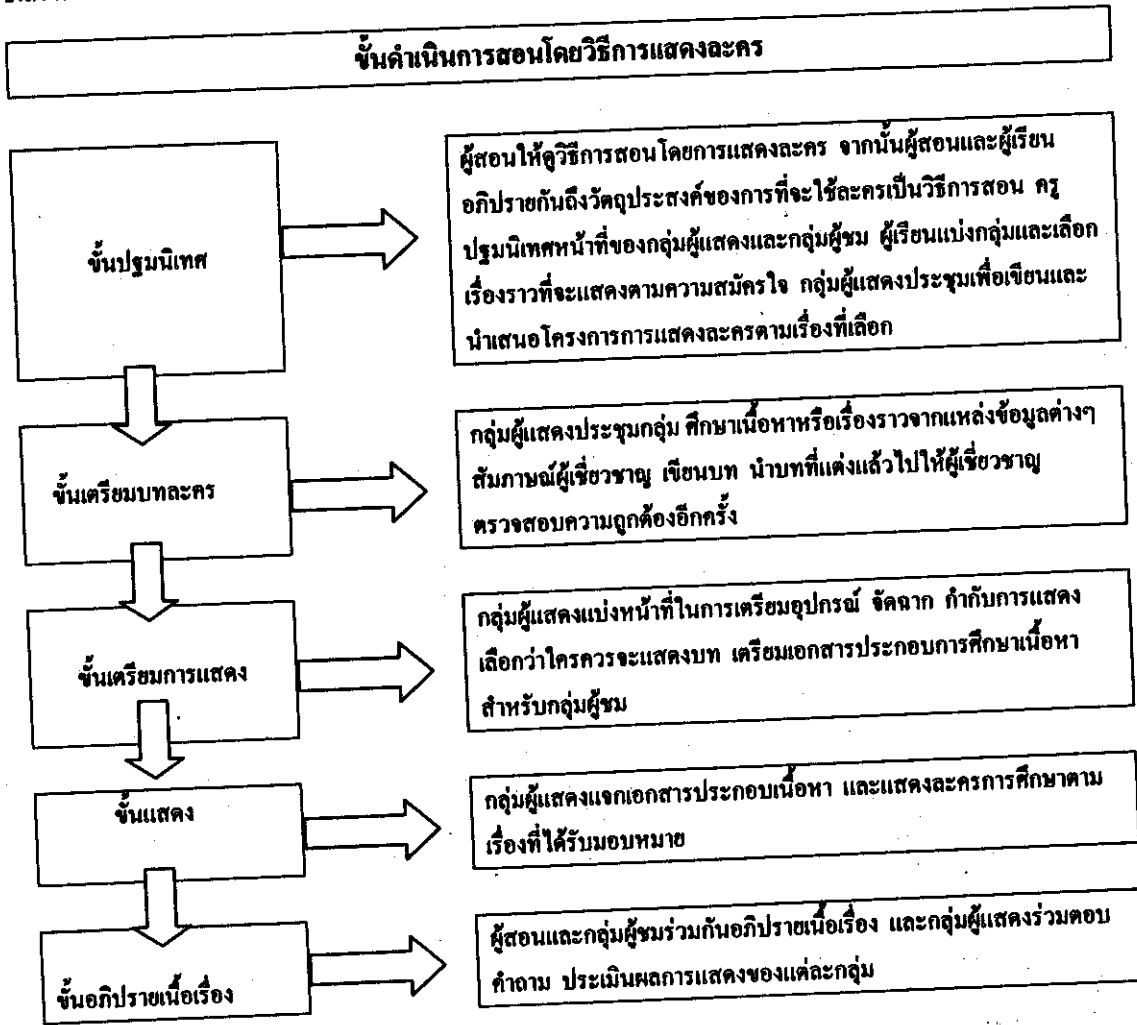 ขั้นดำเนินการสอนโดยวิธีการแสดงละคร
ขั้นปฐมนิเทศ
ผู้สอนให้ดูวิธีการสอนโดยการแสดงละคร จากนั้นผู้สอนและผู้เรียน
อภิปรายกันถึงวัตถุประสงค์ของการที่จะใช้ละครเป็นวิธีการสอน ครู
ปฐมนิเทศหน้าที่ของกลุ่มผู้แสดงและกลุ่มผู้ชม ผู้เรียนแบ่งกลุ่มและเลือก
เรื่องราวที่จะแสดงตามความสมัครใจ กลุ่มผู้แสดงประชุมเพื่อเขียนและ
นำเสนอโครงการการแสดงละครตามเรื่องที่เลือก
ขั้นเตรียมบทละคร
กลุ่มผู้แสดงประชุมกลุ่ม ศึกษาเนื้อหาหรือเรื่องราวจากแหล่งข้อมูลต่างๆ
สัมภาษณ์ผู้เชี่ยวชาญ เขียนบท นำบทที่แต่งแล้วไปให้ผู้เชี่ยวชาญ
ตรวจสอบความถูกต้องอีกครั้ง
ขั้นเตรียมการแสดง
กลุ่มผู้แสดงแบ่งหน้าที่ในการเตรียมอุปกรณ์ จัดฉาก กำกับการแสดง
เลือกว่าใครควรจะแสดงบท เตรียมเอกสารประกอบการศึกษาเนื้อหา
สำหรับกลุ่มผู้ชม
ขั้นแสดง
กลุ่มผู้แสดงแจกเอกสารประกอบเนื้อหา และแสดงละครการศึกษาตาม
เรื่องที่ได้รับมอบหมาย
ขั้นอภิปรายเนื้อเรื่อง
ผู้สอนและกลุ่มผู้ชมร่วมกันอภิปรายเนื้อเรื่อง และกลุ่มผู้แสดงร่วมตอบ
คำถาม ประเมินผลการแสดงของแต่ละกลุ่ม